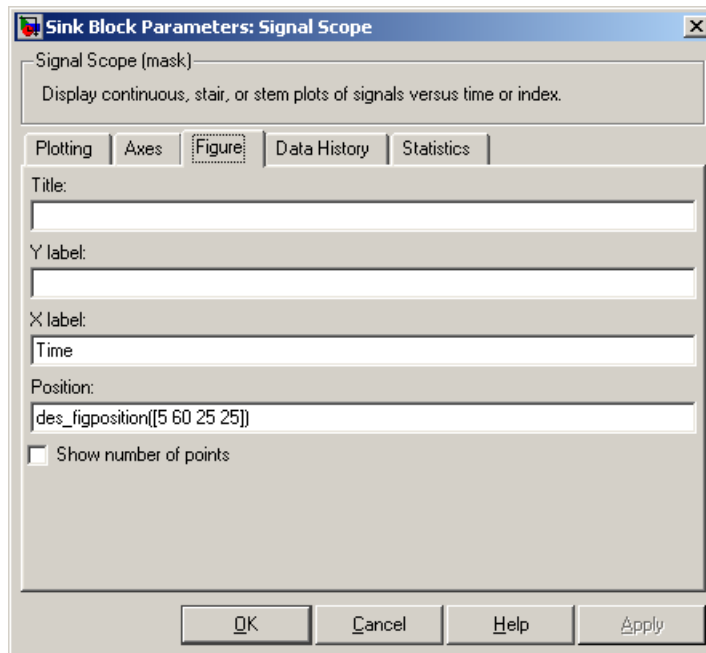 Sink Block Parameters: Signal Scope
Signal Scope (mask)
Display continuous, stair, or stem plots of signals versus time or index.
Plotting Axes Figure Data History Statistics
Title:
Y label:
X label:
Time
Position:
des_figposition([5 60 25 25])
Show number of points
OK Cancel Help Apply